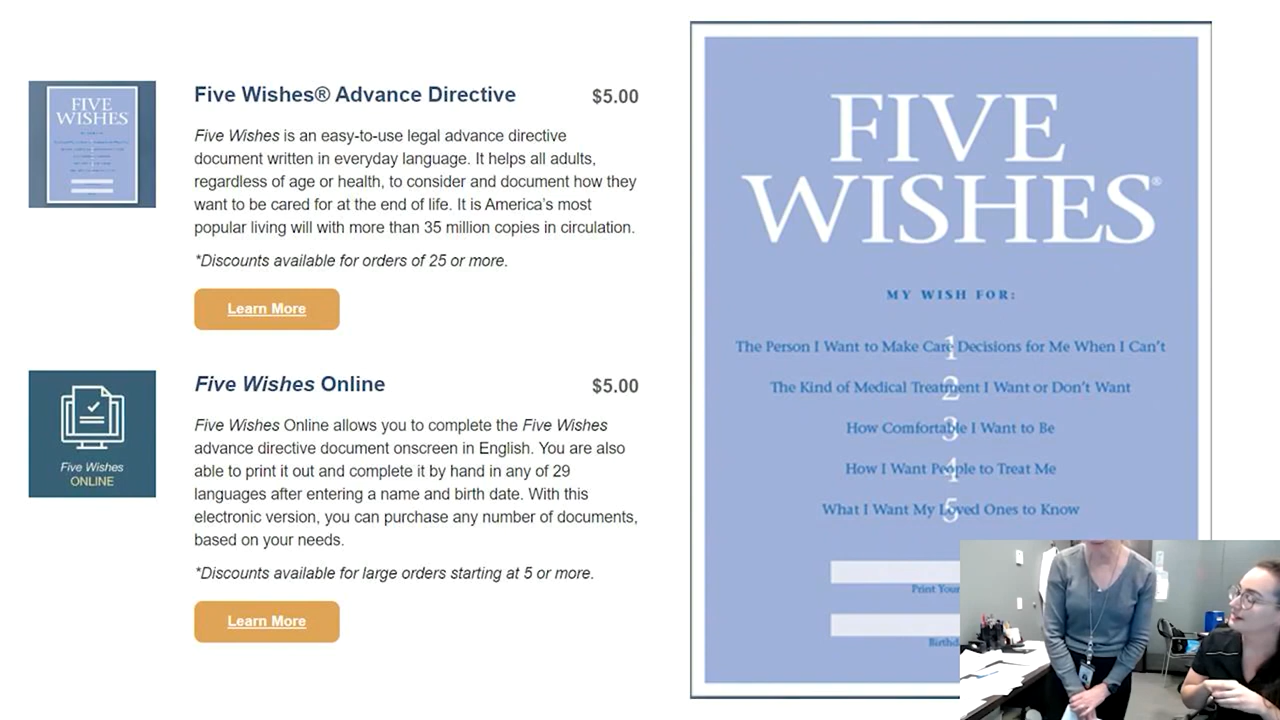 FIVE
WISHES
Five Wishes® Advance Directive
$5.00
Five Wishes is an easy-to-use legal advance directive
document written in everyday language. It helps all adults,
regardless of age or health, to consider and document how they
want to be cared for at the end of life. It is America's most
popular living will with more than 35 million copies in circulation.
*Discounts available for orders of 25 or more.
Learn More
Five Wishes
ONLINE
Five Wishes Online
$5.00
Five Wishes Online allows you to complete the Five Wishes
advance directive document onscreen in English. You are also
able to print it out and complete it by hand in any of 29
languages after entering a name and birth date. With this
electronic version, you can purchase any number of documents,
based on your needs.
*Discounts available for large orders starting at 5 or more.
Learn More
FIVE
WISHES®
MY WISH FOR:
1
The Person I Want to Make Care Decisions for Me When I Can't
2
The Kind of Medical Treatment I Want or Don't Want
3
How Comfortable I Want to Be
4
How I Want People to Treat Me
5
What I Want My Loved Ones to Know
Print Your
Birthd